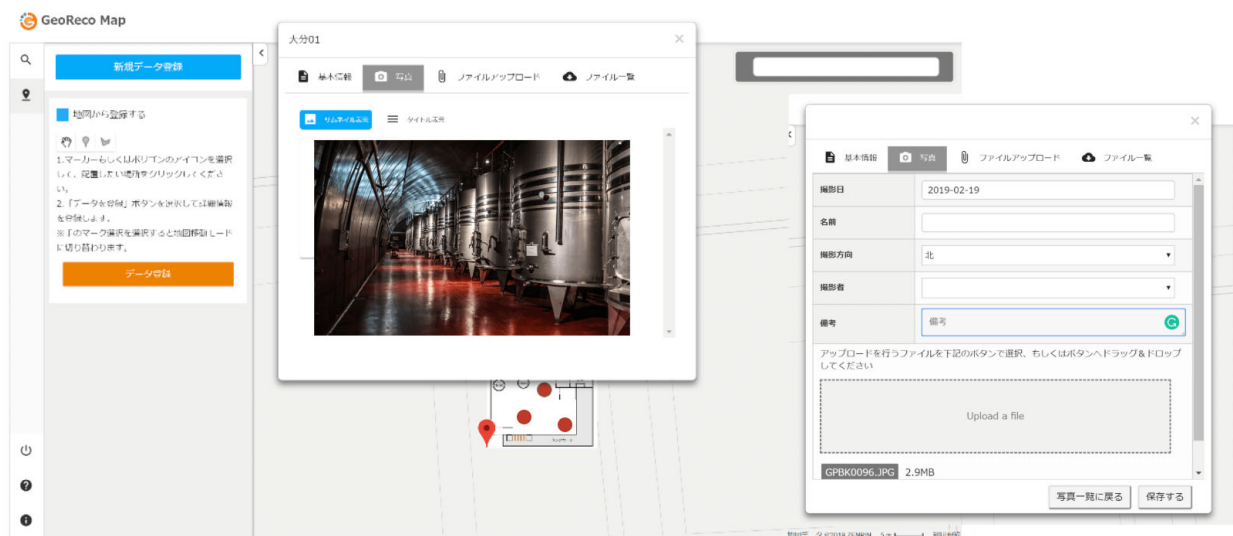 GeoReco Map
新規データ登録
地図から登録する
1.マーカーもしくはポリゴンのアイコンを選択
して、配置したい場所をクリックしてくださ
い。
2.「データを登録」ボタンを選択して詳細情報
を登録します。
※手のマーク選択を選択すると地図移動モード
に切り替わります。
データ登録
大分01
基本情報
写真
ファイルアップロード
ファイル一覧
サムネイル表示
タイトル表示
基本情報
写真
ファイルアップロード
ファイル一覧
撮影日
2019-02-19
名前
撮影方向
北
撮影者
備考
備考
アップロードを行うファイルを下記のボタンで選択、もしくはボタンへドラッグ＆ドロップ
してください
Upload a file
GPBK0096.JPG 2.9MB
写真一覧に戻る
保存する
©2019 ZENRIN
5 m